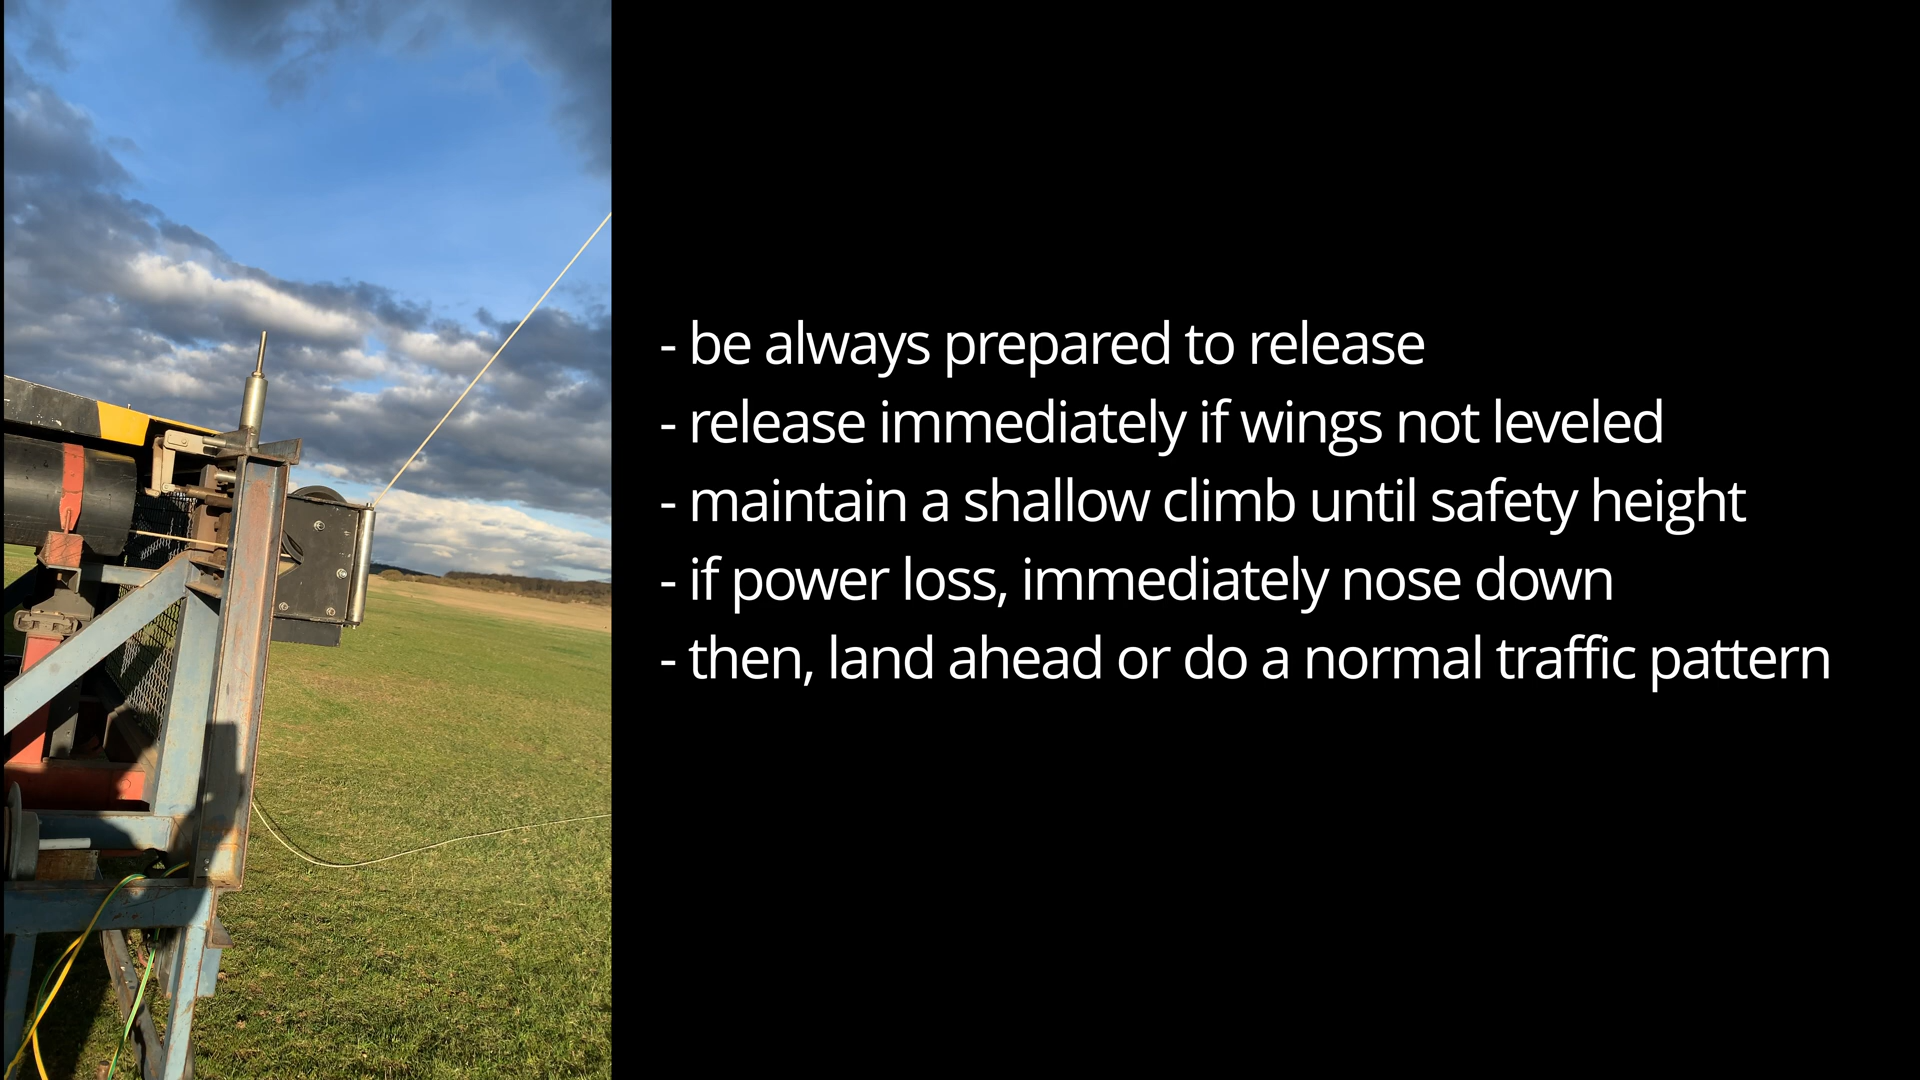 - be always prepared to release
- release immediately if wings not leveled
- maintain a shallow climb until safety height
- if power loss, immediately nose down
- then, land ahead or do a normal traffic pattern